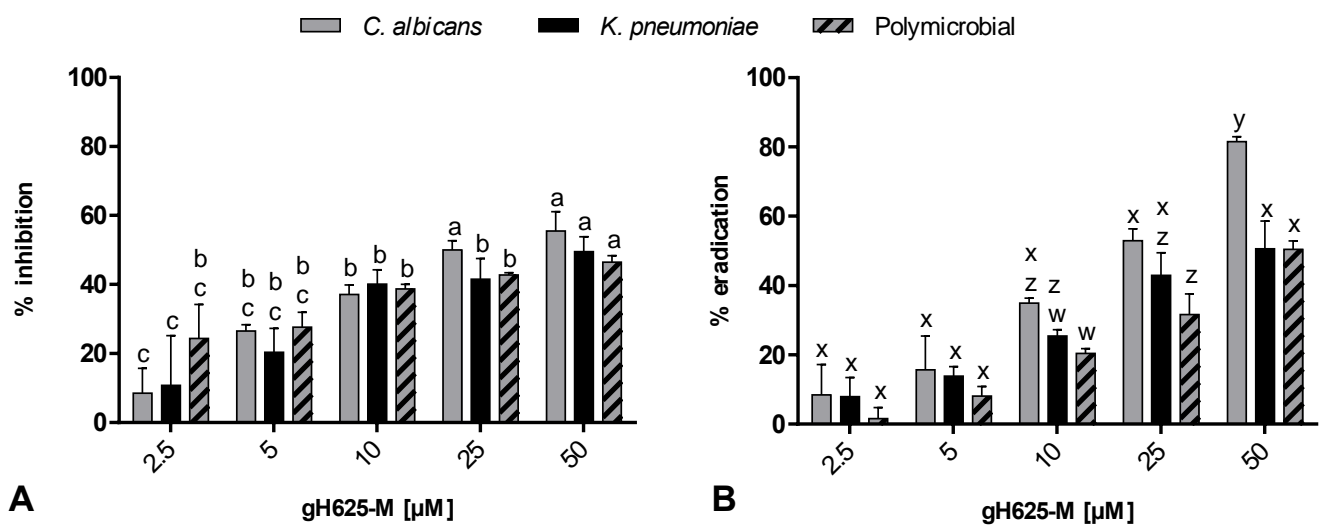 C. albicans K. pneumoniae Polymicrobial
% inhibition
100
80
60
40
20
0
c
c
b
c
b
c
b
c
b
c
b
b
b
a
b
b
a
a
a
2.5 5 10 25 50
gH625-M [µM]
A
% eradication
100
80
60
40
20
0
x
x
x
x
x
x
x
z
z
w
w
x
x
z
z
y
x
x
2.5 5 10 25 50
gH625-M [µM]
B